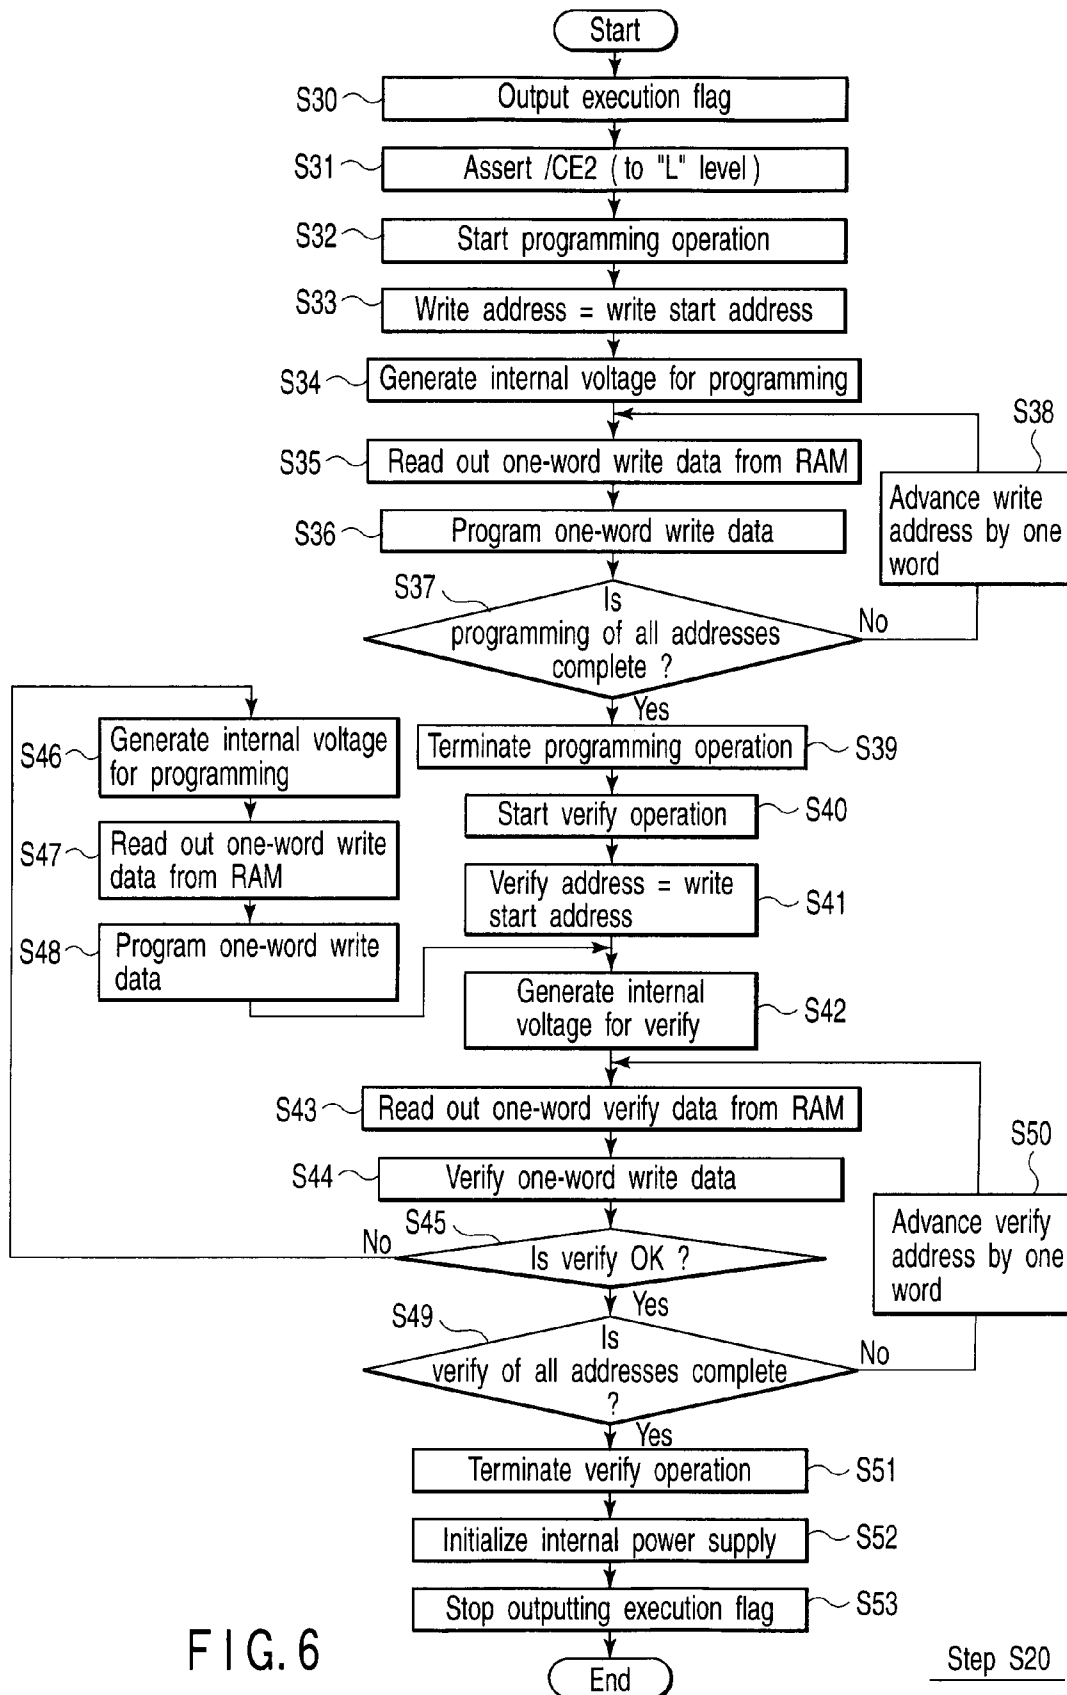 Start
S30
Output execution flag
S31
Assert /CE2 (to "L" level)
S32
Start programming operation
S33
Write address = write start address
S34
Generate internal voltage for programming
S38
Advance write
address by one
word
S35
Read out one-word write data from RAM
S36
Program one-word write data
S37
Is
programming of all addresses
complete ?
No
Yes
S46
Generate internal voltage
for programming
Terminate programming operation
S39
Start verify operation
S40
S47
Read out one-word write
data from RAM
Verify address = write
start address
S41
S48
Program one-word write
data
Generate internal
voltage for verify
S42
S43
Read out one-word verify data from RAM
S50
Advance verify
address by one
word
S44
Verify one-word write data
S45
Is verify OK ?
No
Yes
S49
Is
verify of all addresses complete
?
No
Yes
Terminate verify operation
S51
Initialize internal power supply
S52
Stop outputting execution flag
S53
End
FIG. 6
Step S20